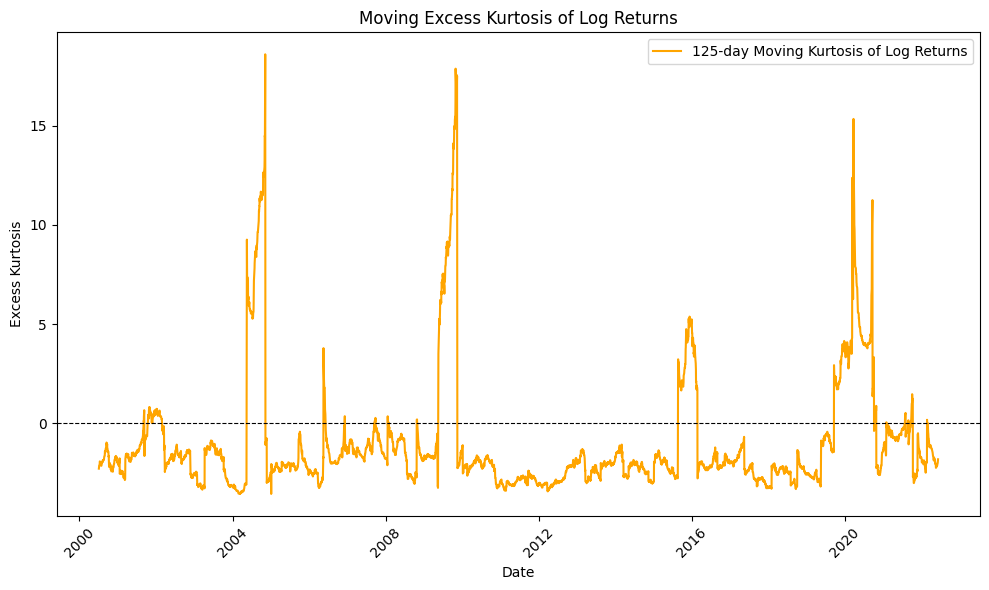 Moving Excess Kurtosis of Log Returns
125-day Moving Kurtosis of Log Returns
Excess Kurtosis
15
10
5
0
2000 2004 2008 2012 2016 2020
Date